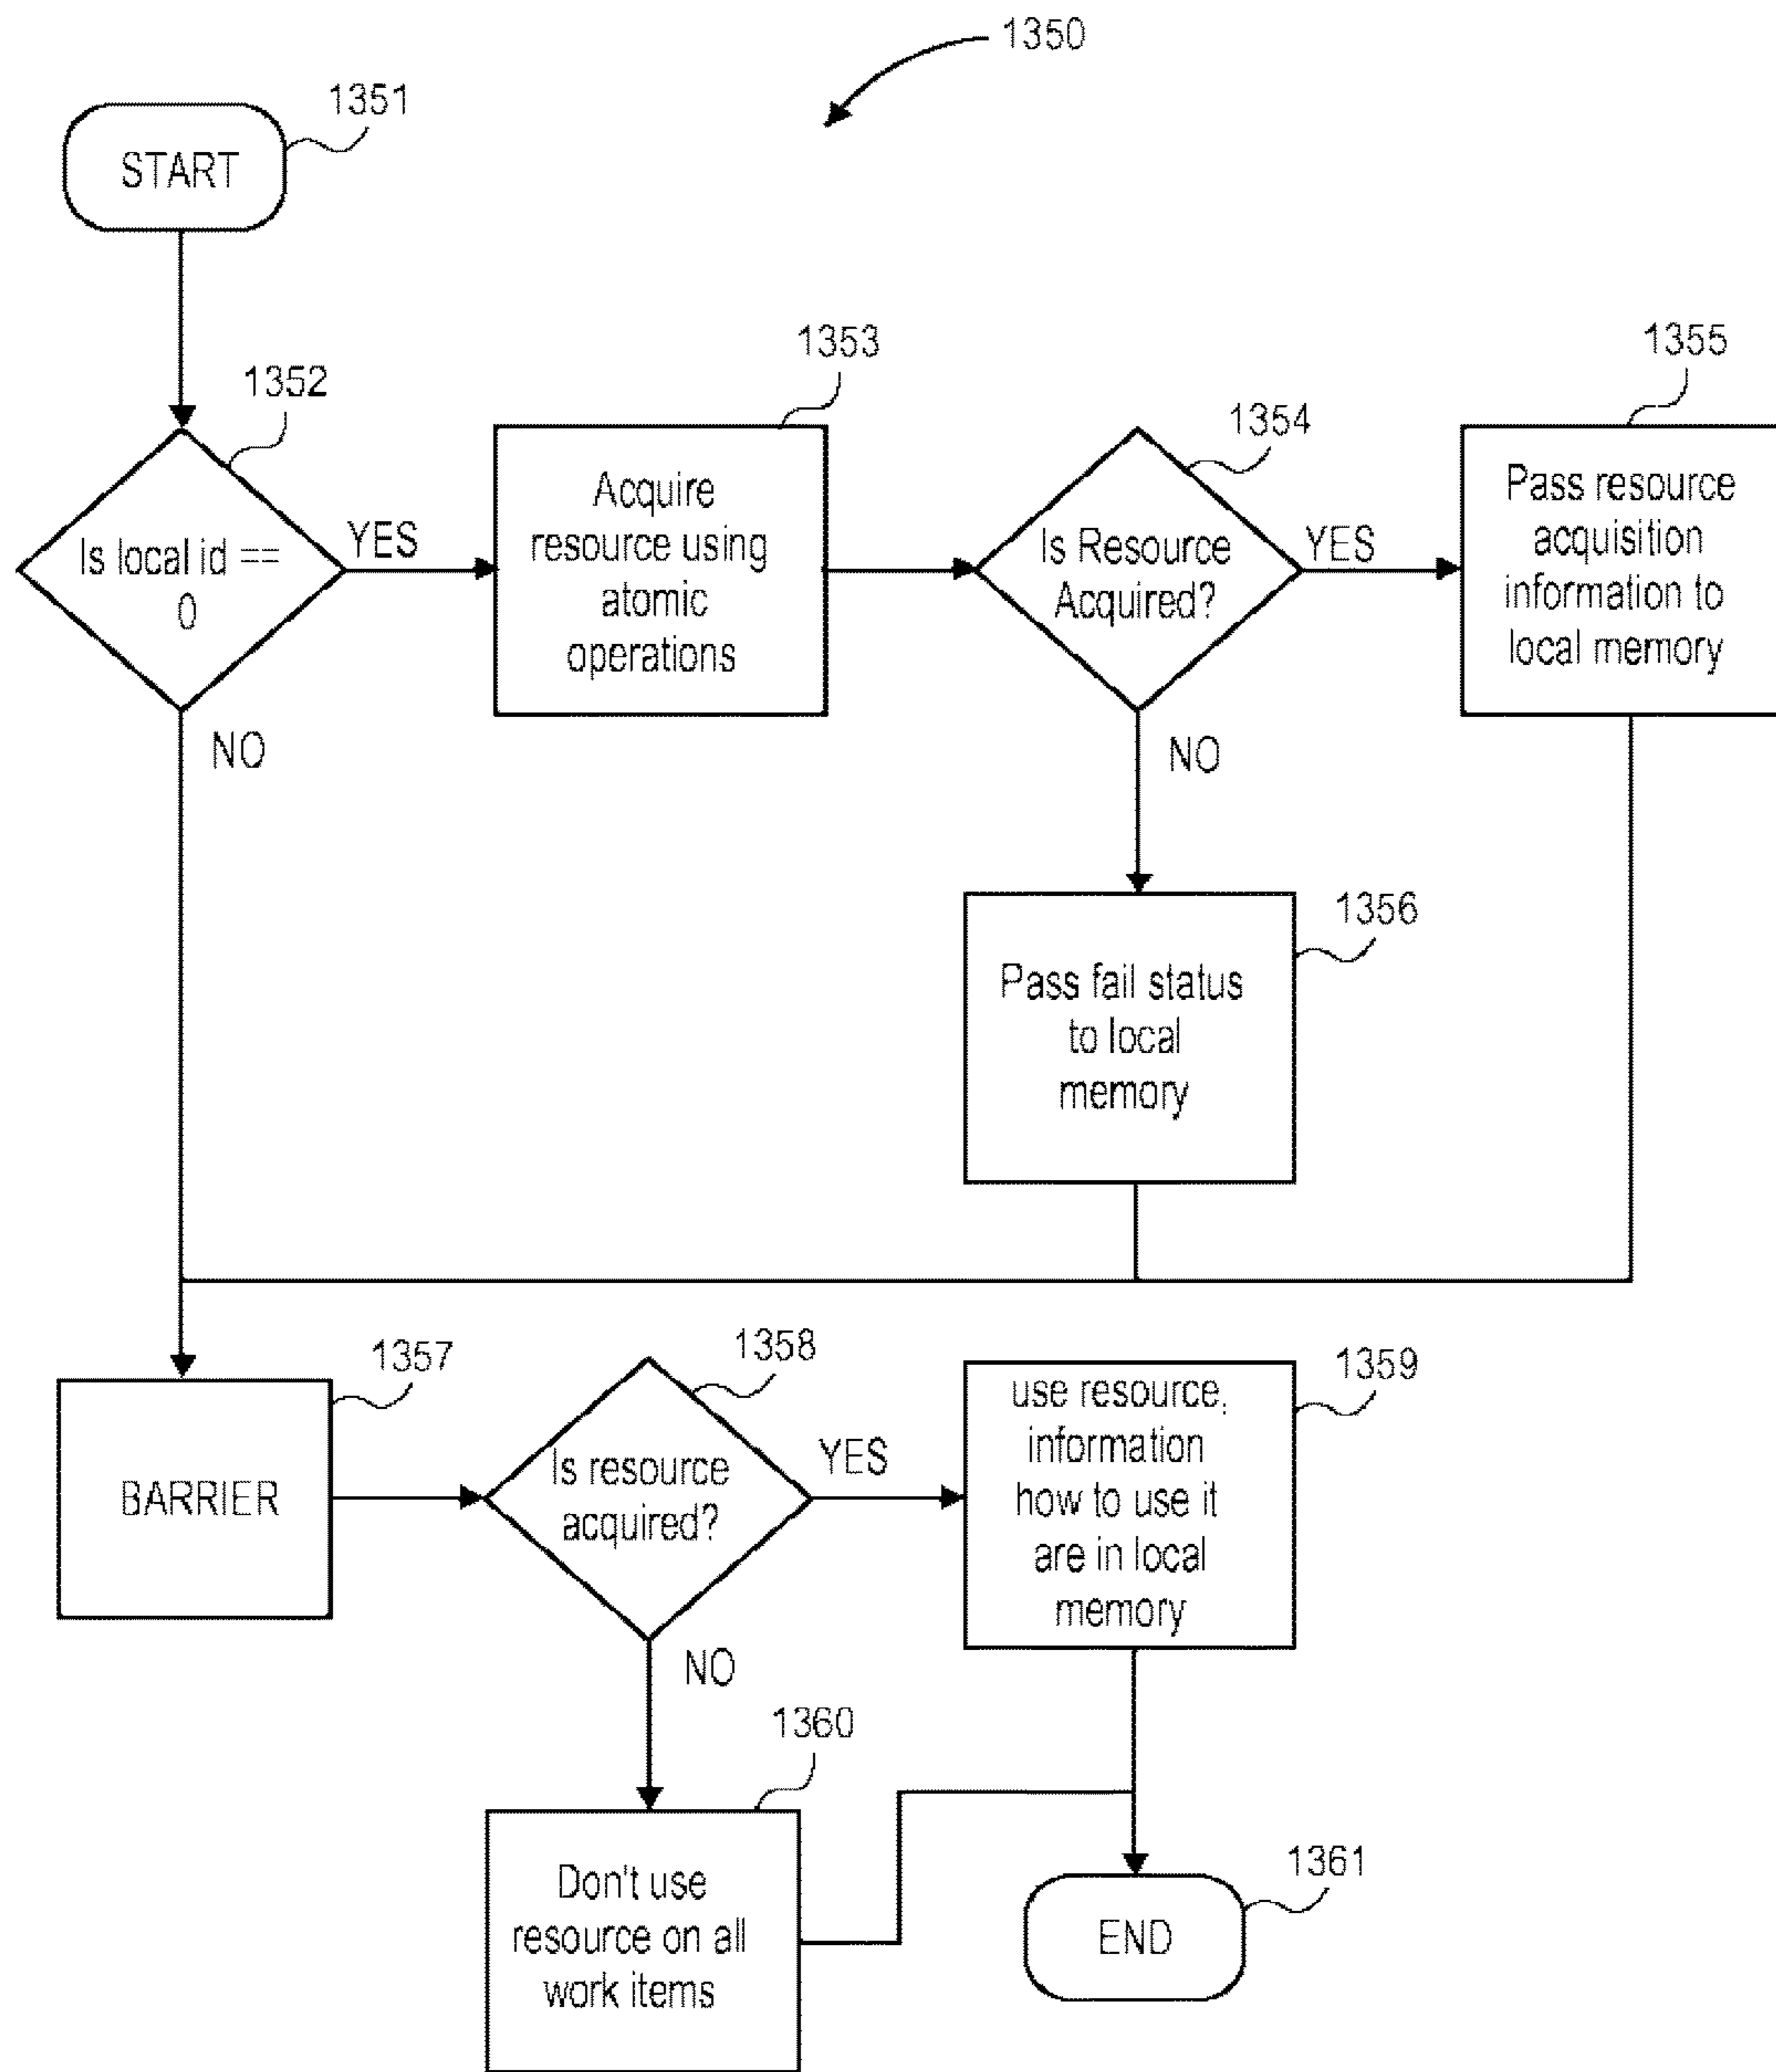 1350
1351
START
1352
Is local id ==
0
YES
NO
1353
Acquire
resource using
atomic
operations
1354
Is Resource
Acquired?
YES
NO
1355
Pass resource
acquisition
information to
local memory
1356
Pass fail status
to local
memory
1357
BARRIER
1358
Is resource
acquired?
YES
NO
1359
use resource,
information
how to use it
are in local
memory
1360
Don't use
resource on all
work items
1361
END